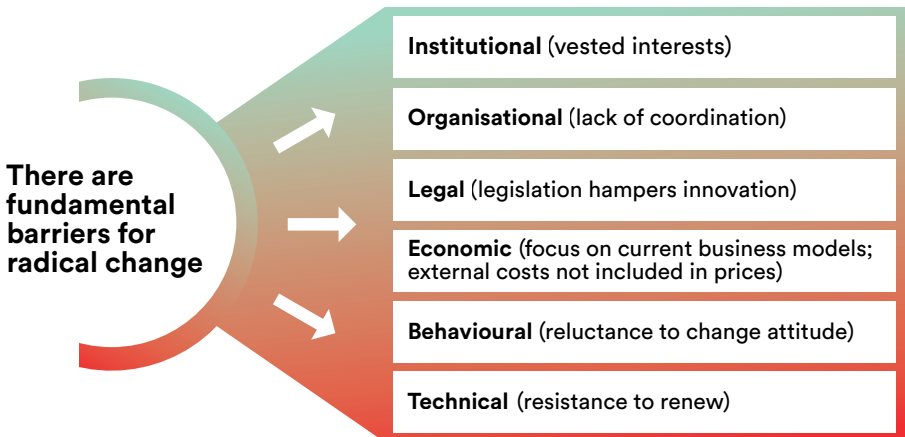 There are
fundamental
barriers for
radical change
Institutional (vested interests)
Organisational (lack of coordination)
Legal (legislation hampers innovation)
Economic (focus on current business models;
external costs not included in prices)
Behavioural (reluctance to change attitude)
Technical (resistance to renew)